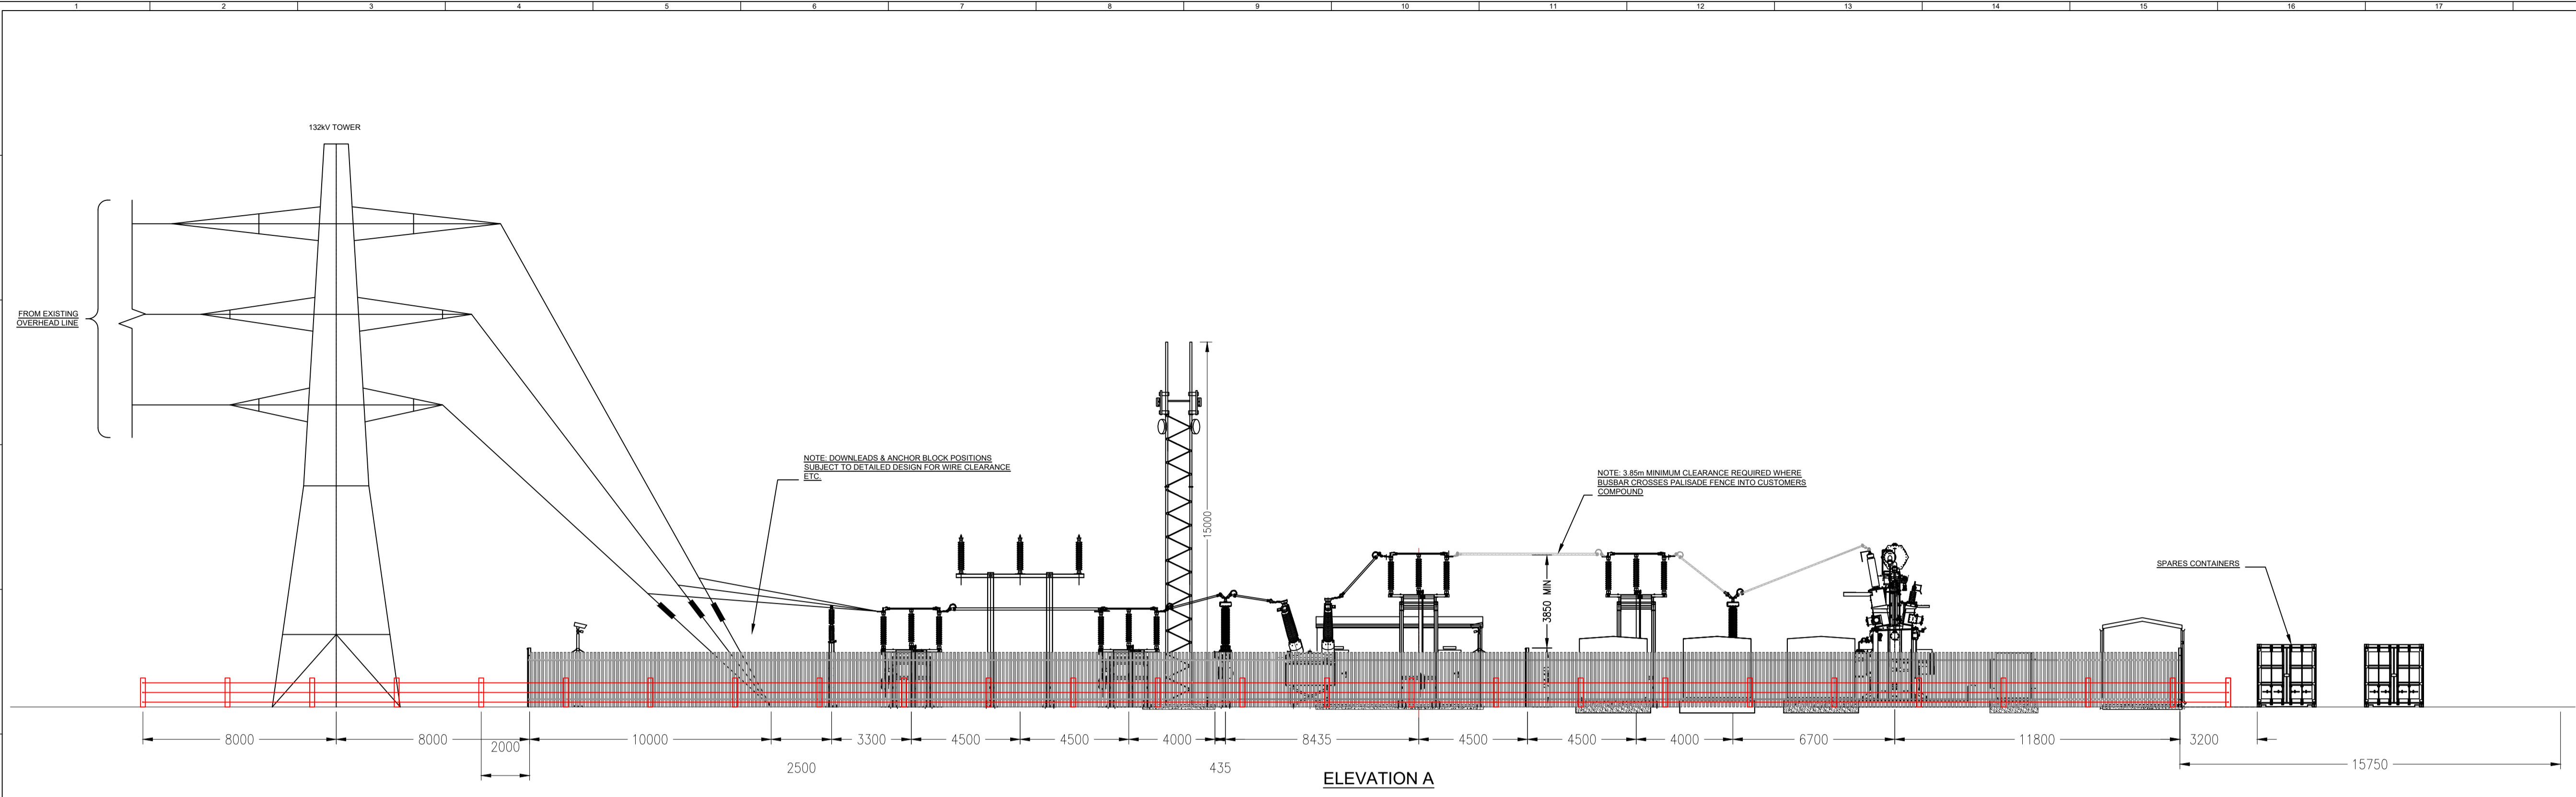 1 2 3 4 5 6 7 8 9 10 11 12 13 14 15 16 17
132kV TOWER
FROM EXISTING
OVERHEAD LINE
NOTE: DOWNLEADS & ANCHOR BLOCK POSITIONS
SUBJECT TO DETAILED DESIGN FOR WIRE CLEARANCE
ETC.
15000
NOTE: 3.85m MINIMUM CLEARANCE REQUIRED WHERE
BUSBAR CROSSES PALISADE FENCE INTO CUSTOMERS
COMPOUND
3850 MIN
SPARES CONTAINERS
8000 8000 2000 10000 3300 4500 4500 4000 8435 4500 4500 4000 6700 11800 3200
2500 435 15750
ELEVATION A